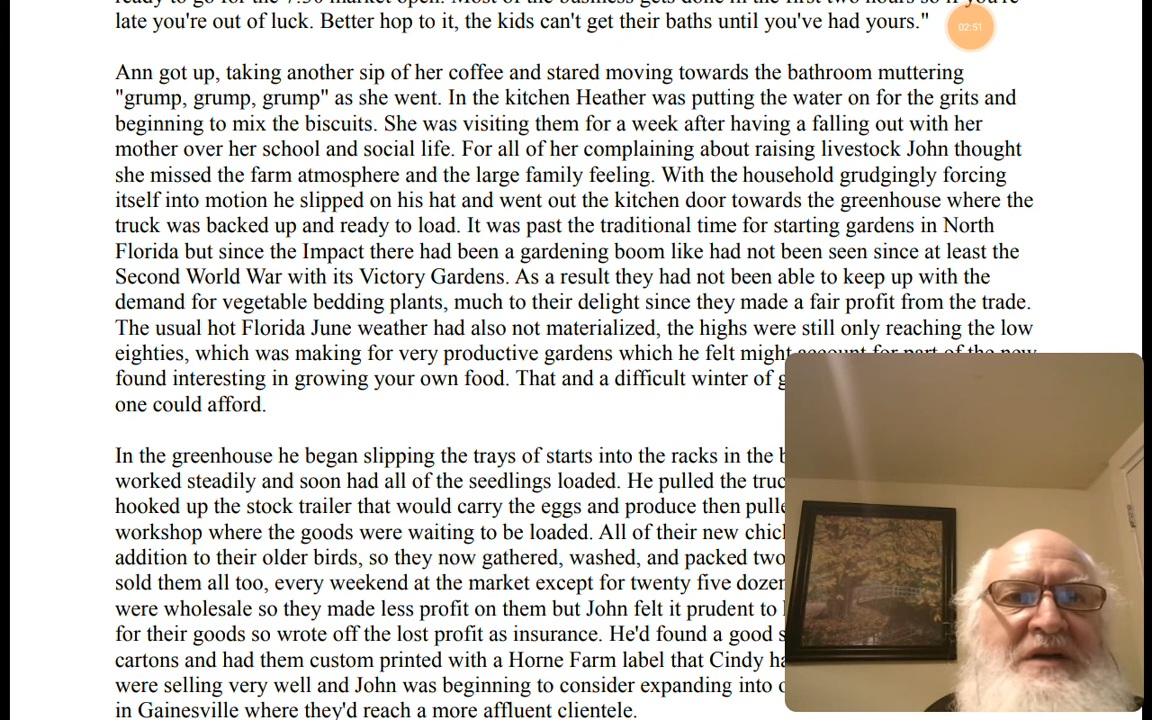 late you're out of luck. Better hop to it, the kids can't get their baths until you've had yours."
02:51
Ann got up, taking another sip of her coffee and stared moving towards the bathroom muttering
"grump, grump, grump" as she went. In the kitchen Heather was putting the water on for the grits and
beginning to mix the biscuits. She was visiting them for a week after having a falling out with her
mother over her school and social life. For all of her complaining about raising livestock John thought
she missed the farm atmosphere and the large family feeling. With the household grudgingly forcing
itself into motion he slipped on his hat and went out the kitchen door towards the greenhouse where the
truck was backed up and ready to load. It was past the traditional time for starting gardens in North
Florida but since the Impact there had been a gardening boom like had not been seen since at least the
Second World War with its Victory Gardens. As a result they had not been able to keep up with the
demand for vegetable bedding plants, much to their delight since they made a fair profit from the trade.
The usual hot Florida June weather had also not materialized, the highs were still only reaching the low
eighties, which was making for very productive gardens which he felt might account for part of the new
found interesting in growing your own food. That and a difficult winter of
one could afford.
In the greenhouse he began slipping the trays of starts into the racks in the
worked steadily and soon had all of the seedlings loaded. He pulled the
hooked up the stock trailer that would carry the eggs and produce then
workshop where the goods were waiting to be loaded. All of their new
addition to their older birds, so they now gathered, washed, and packed two
sold them all too, every weekend at the market except for twenty five
were wholesale so they made less profit on them but John felt it prudent to
for their goods so wrote off the lost profit as insurance. He'd found a good
cartons and had them custom printed with a Horne Farm label that Cindy
were selling very well and John was beginning to consider expanding into
in Gainesville where they'd reach a more affluent clientele.